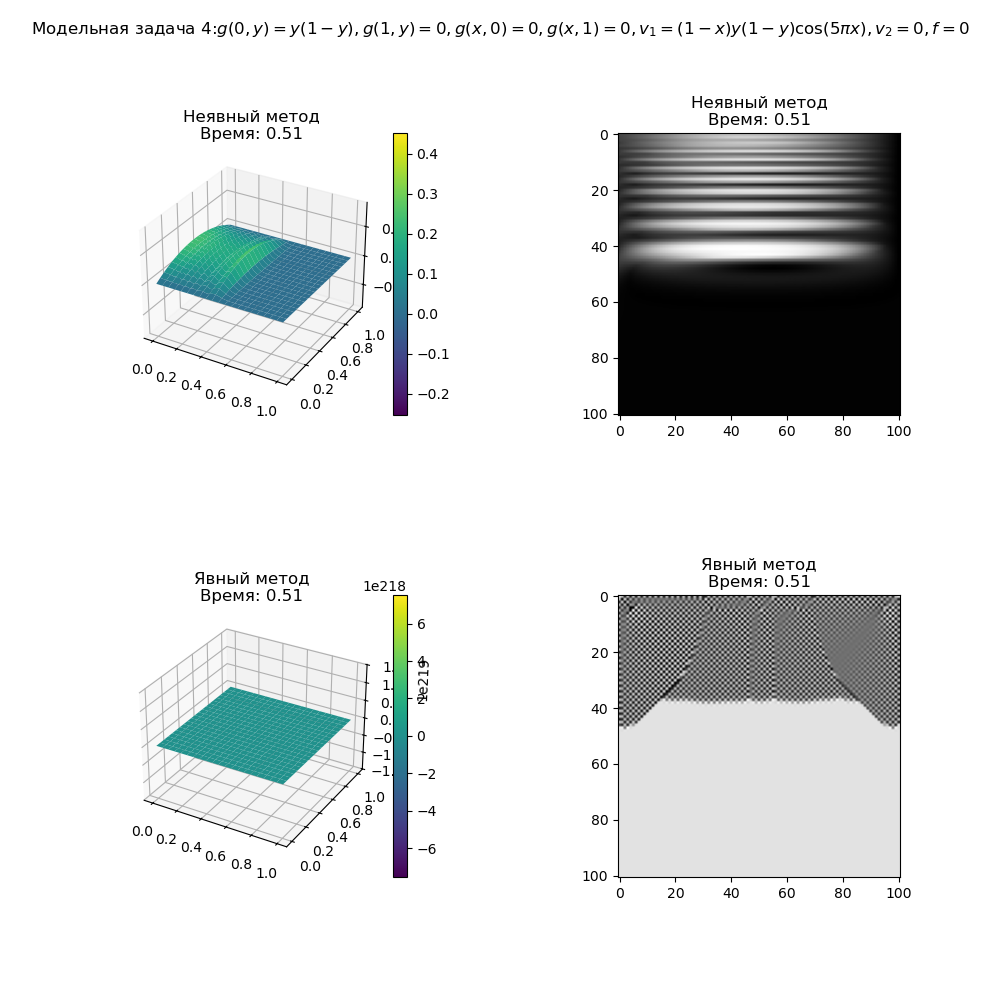 Модельная задача 4:g(0, y) = y(1 − y), g(1, y) = 0, g(x, 0) = 0, g(x, 1) = 0, v₁ = (1 − x)y(1 − y)cos(5πx), v₂ = 0, f = 0
Неявный метод
Время: 0.51
0.4
0.3
0.2
0.1
0.0
−0.1
−0.2
0.0 0.2 0.4 0.6 0.8 1.0
0.0 0.2 0.4 0.6 0.8 1.0
Неявный метод
Время: 0.51
0
20
40
60
80
100
0 20 40 60 80 100
Явный метод
Время: 0.51
1e218
6
4
2
0
−2
−4
−6
1e219
0.0 0.2 0.4 0.6 0.8 1.0
0.0 0.2 0.4 0.6 0.8 1.0
Явный метод
Время: 0.51
0
20
40
60
80
100
0 20 40 60 80 100